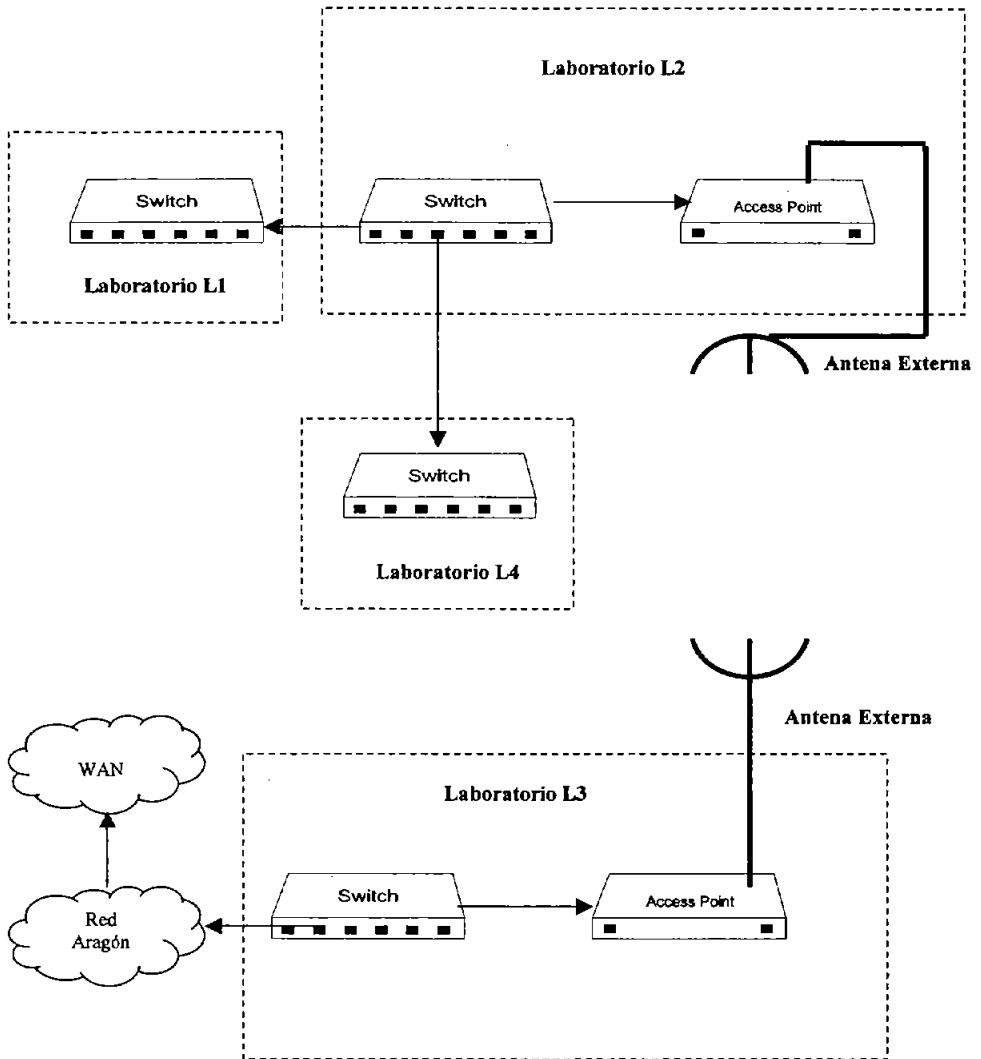 Laboratorio L2
Switch
Switch
Access Point
Laboratorio L1
Antena Externa
Switch
Laboratorio L4
Antena Externa
WAN
Laboratorio L3
Switch
Access Point
Red
Aragón